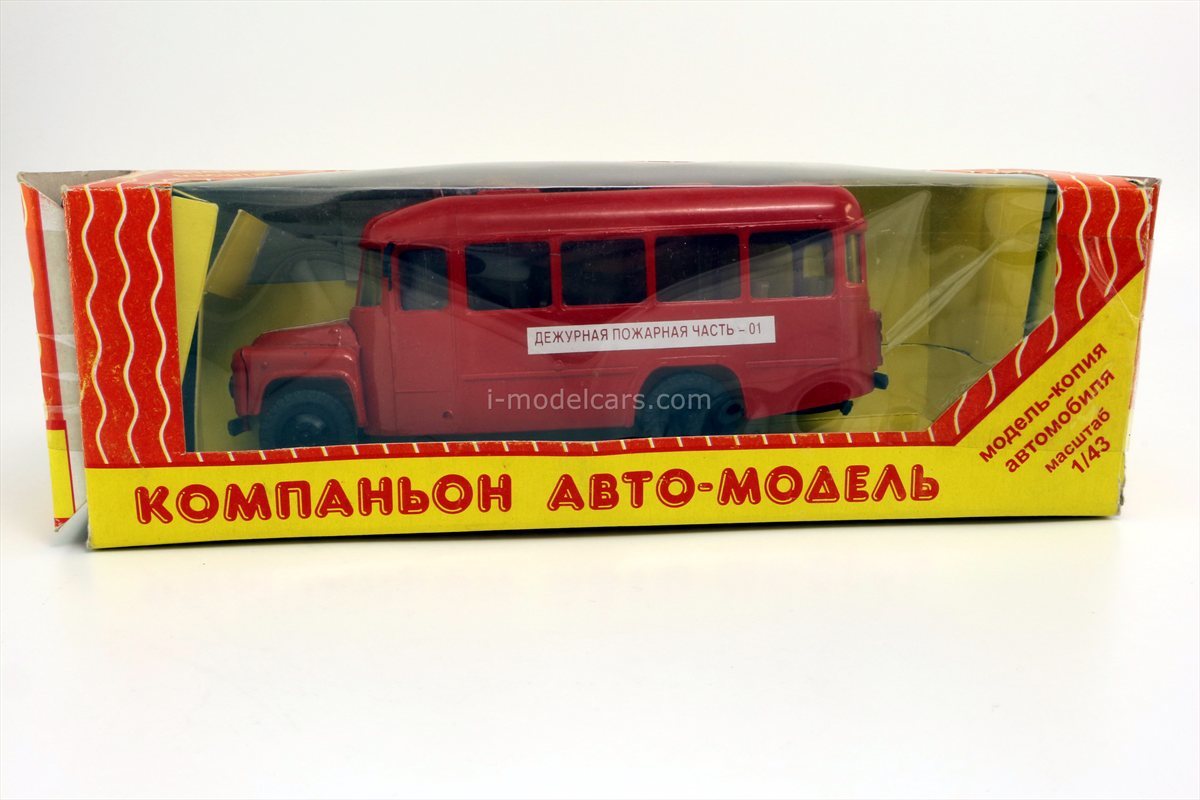 ДЕЖУРНАЯ ПОЖАРНАЯ ЧАСТЬ - 01
i-modelcars.com
модель-копия
автомобиля
масштаб
1/43
КОМПАНЬОН АВТО-МОДЕЛЬ